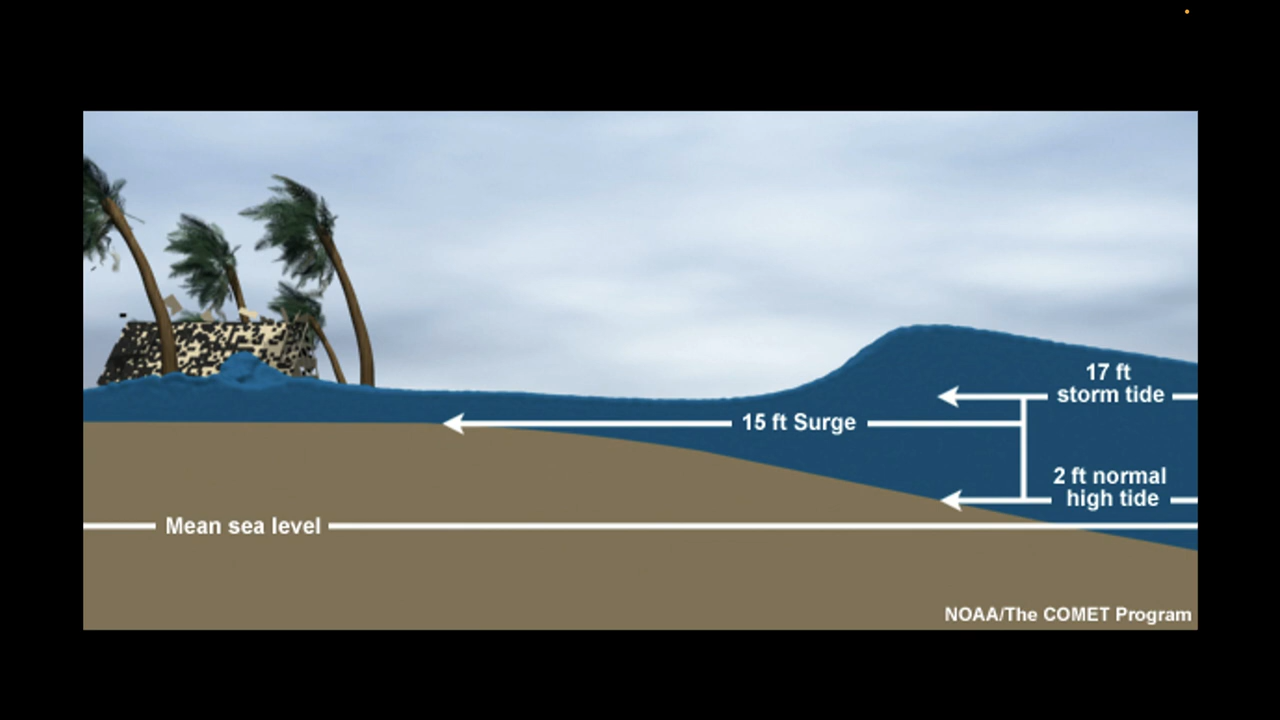 17 ft
storm tide
15 ft Surge
2 ft normal
high tide
Mean sea level
NOAA/The COMET Program